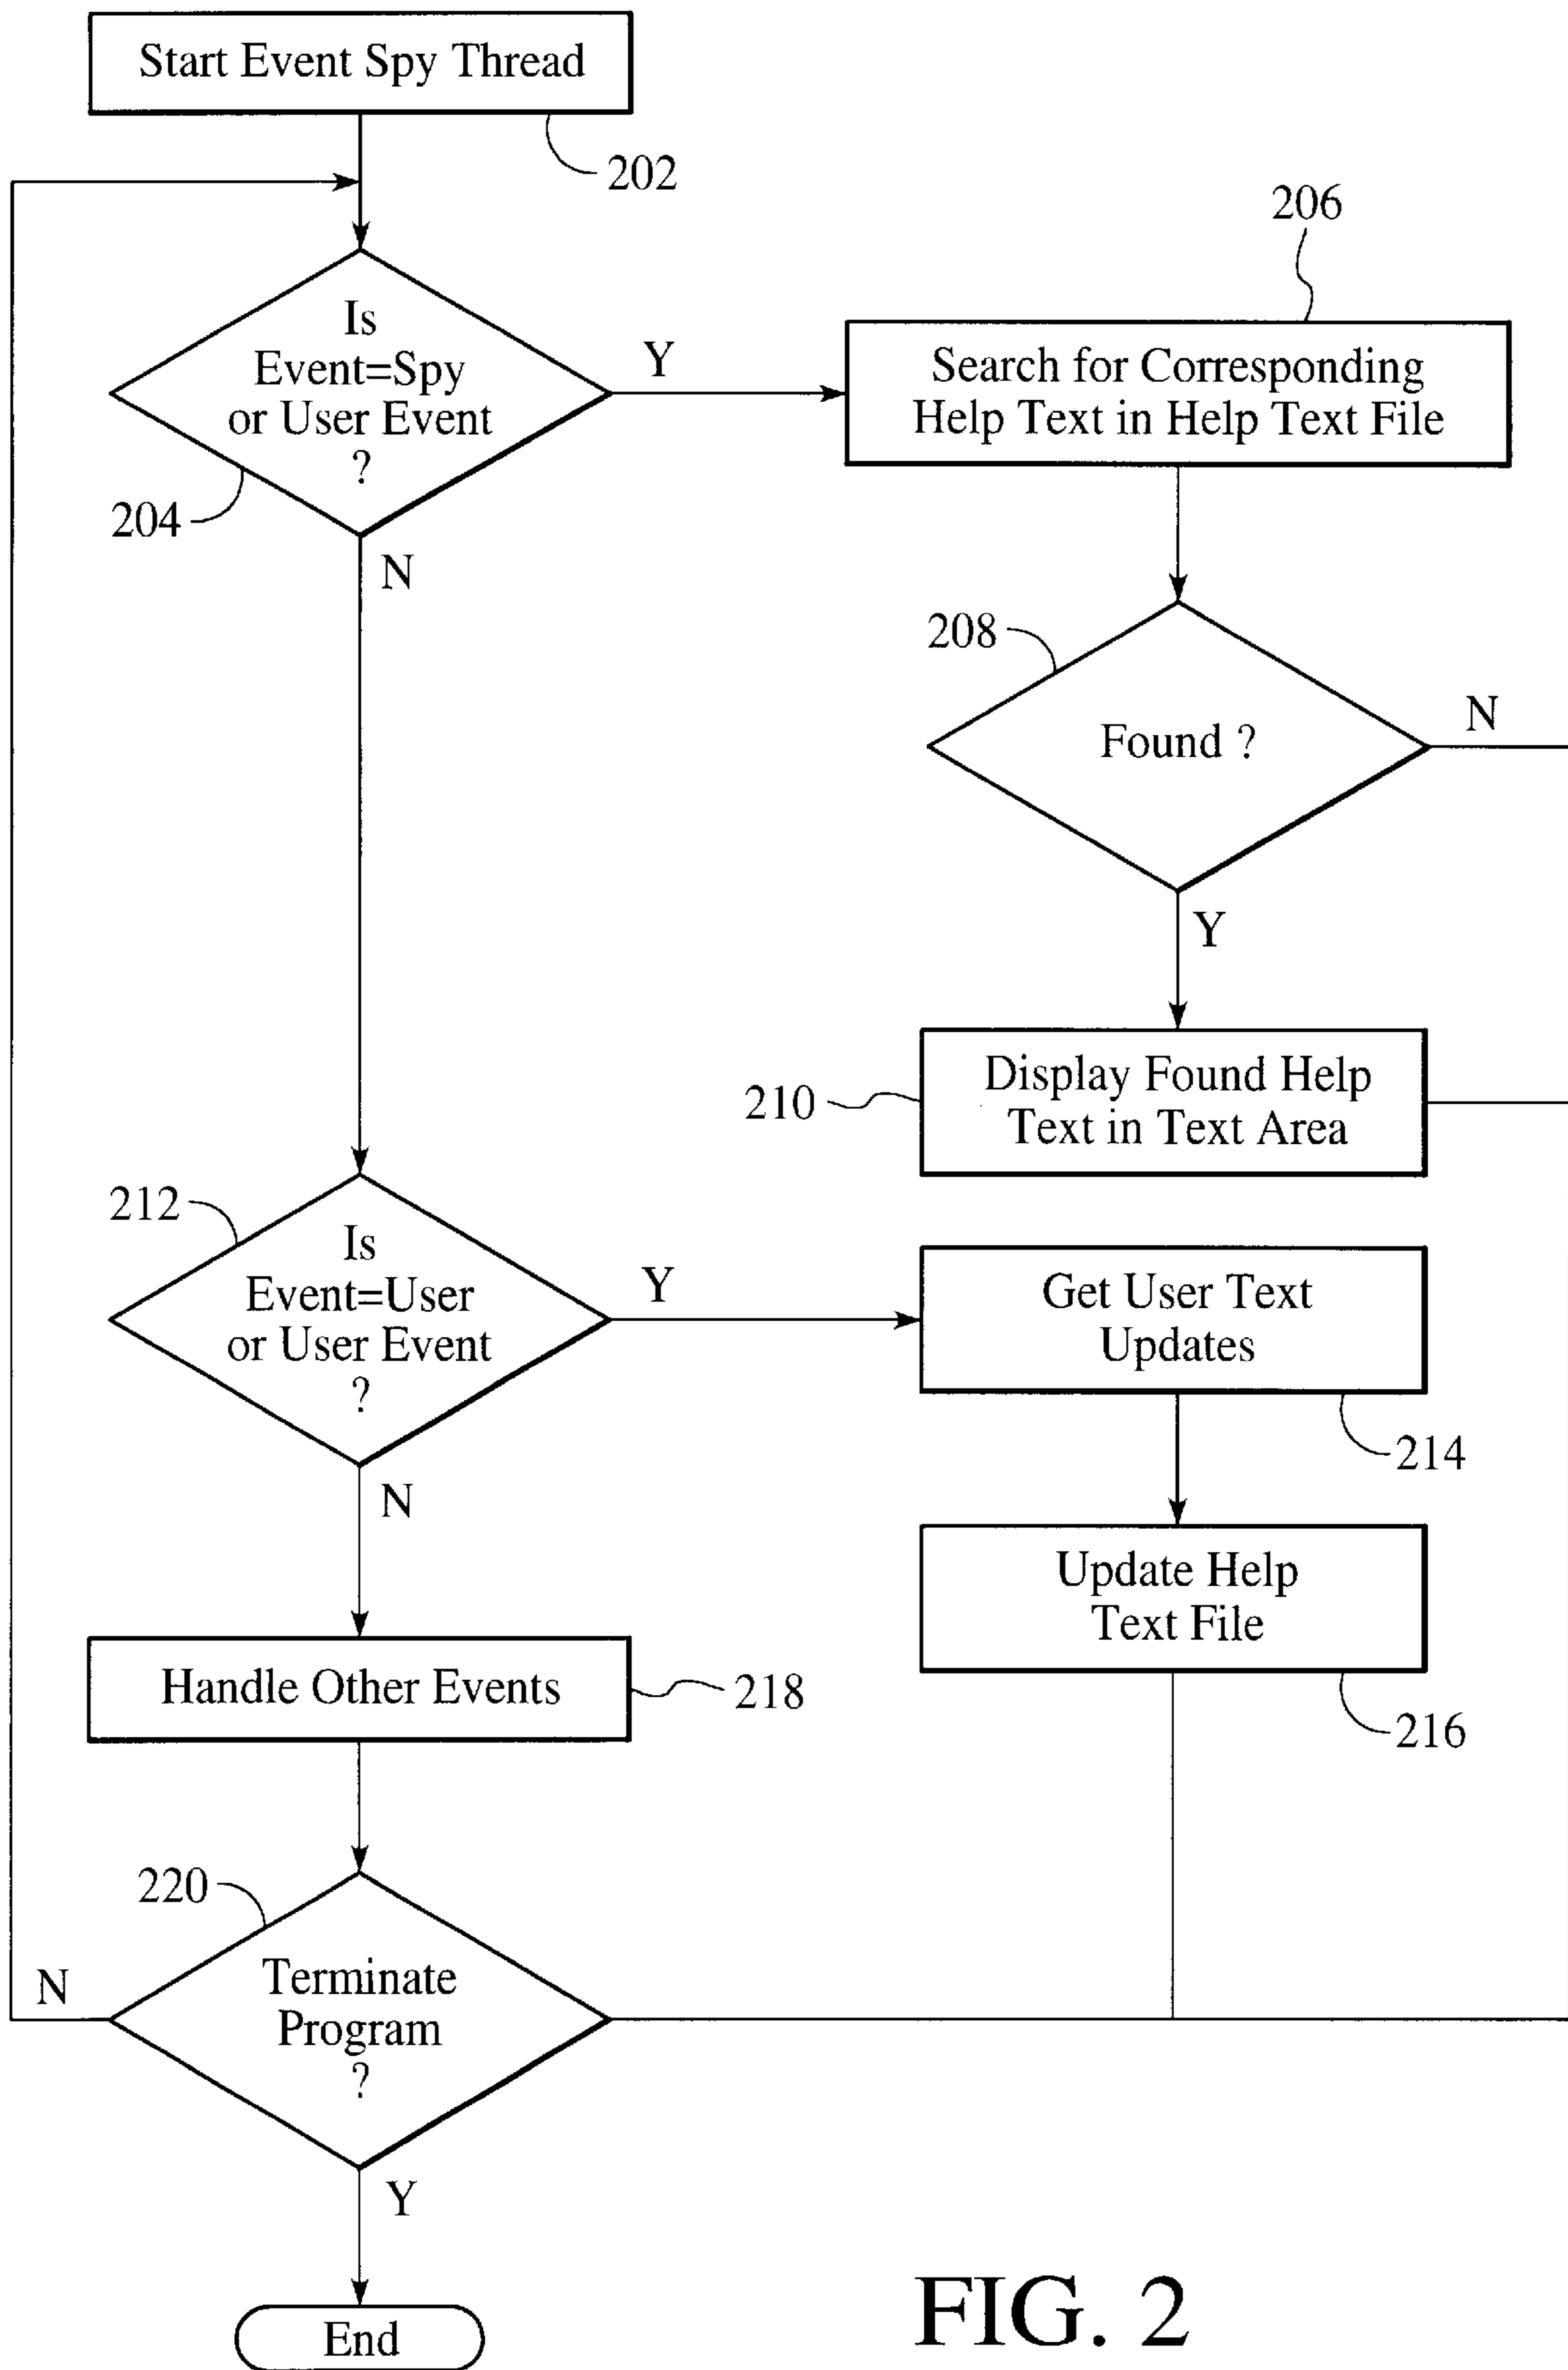 Start Event Spy Thread
202
206
Is
Event=Spy
or User Event
?
Y
204
N
Search for Corresponding
Help Text in Help Text File
208
Found ?
N
Y
210
Display Found Help
Text in Text Area
212
Is
Event=User
or User Event
?
Y
N
Get User Text
Updates
214
Update Help
Text File
216
Handle Other Events
218
220
Terminate
Program
?
N
Y
End
FIG. 2